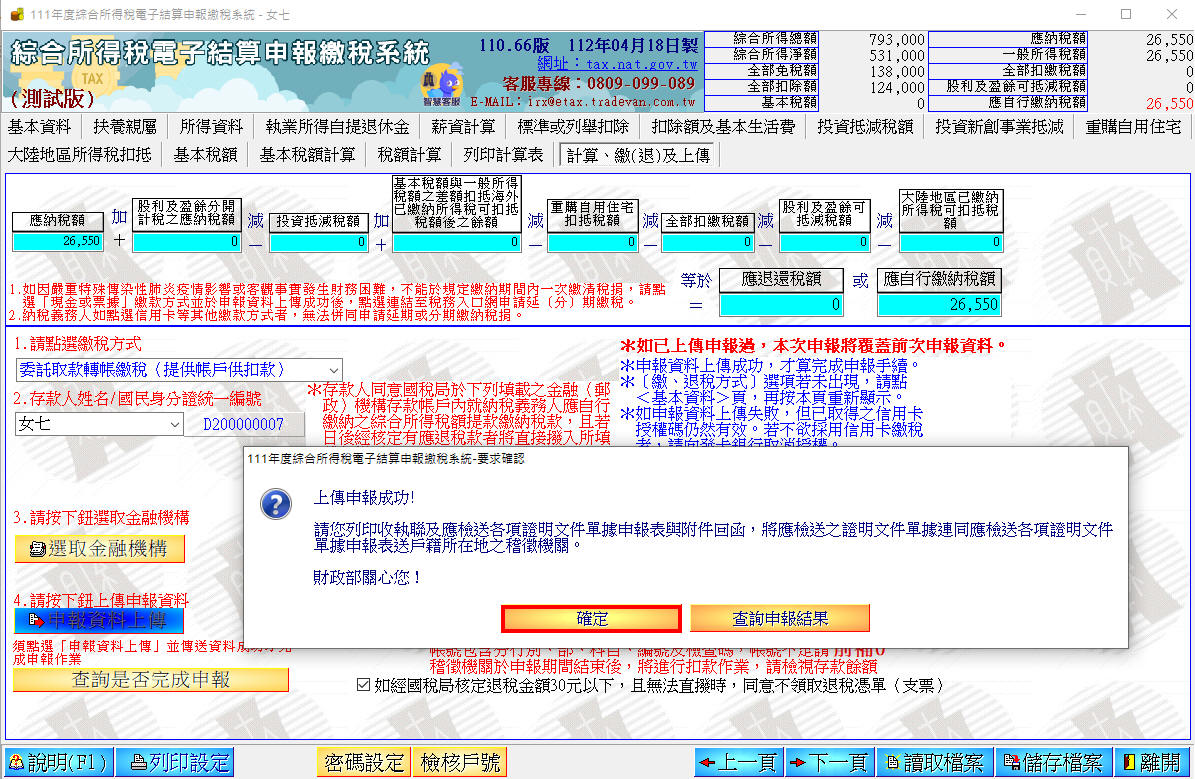 111年度綜合所得稅電子結算申報繳稅系統 - 女七
綜合所得稅電子結算申報繳稅系統
(測試版)
TAX
110.66版 112年04月18日製
網址：tax.nat.gov.tw
客服專線：0809-099-089
E-MAIL：irx@etax.tradevan.com.tw
智慧客服
綜合所得總額 793,000
綜合所得淨額 531,000
全部免稅額 138,000
全部扣除額 124,000
基本稅額 0
應納稅額 26,550
一般所得稅額 26,550
全部扣繳稅額 0
股利及盈餘可抵減稅額 0
應自行繳納稅額 26,550
基本資料 扶養親屬 所得資料 執業所得自提退休金 薪資計算 標準或列舉扣除 扣除額及基本生活費 投資抵減稅額 投資新創事業抵減 重購自用住宅
大陸地區所得稅扣抵 基本稅額 基本稅額計算 稅額計算 列印計算表 計算、繳(退)及上傳
應納稅額
26,550
加
＋
股利及盈餘分開
計稅之應納稅額
0
減
－
投資抵減稅額
0
加
＋
基本稅額與一般所得
稅額之差額扣抵海外
已繳納所得稅可扣抵
稅額後之餘額
0
減
－
重購自用住宅
扣抵稅額
0
減
－
全部扣繳稅額
0
減
－
股利及盈餘可
抵減稅額
0
減
－
大陸地區已繳納
所得稅可扣抵稅
額
0
1.如因嚴重特殊傳染性肺炎疫情影響或客觀事實發生財務困難，不能於規定繳納期間內一次繳清稅捐，請點
選「現金或票據」繳款方式並於申報資料上傳成功後，點選連結至稅務入口網申請延（分）期繳稅。
2.納稅義務人如點選信用卡等其他繳款方式者，無法併同申請延期或分期繳納稅捐。
等於
＝
應退還稅額
0
或
應自行繳納稅額
26,550
1.請點選繳稅方式
委託取款轉帳繳稅（提供帳戶供扣款）
2.存款人姓名/國民身分證統一編號
女七 D200000007
＊存款人同意國稅局於下列填載之金融（郵
政）機構存款帳戶內就納稅義務人應自行
繳納之綜合所得稅額提款繳納稅款，且若
日後經核定有應退稅款者將直接撥入所填
＊如已上傳申報過，本次申報將覆蓋前次申報資料。
＊申報資料上傳成功，才算完成申報手續。
＊〔繳、退稅方式〕選項若未出現，請點
＜基本資料＞頁，再按本頁重新顯示。
＊如申報資料上傳失敗，但已取得之信用卡
授權碼仍然有效。若不欲採用信用卡繳稅
者，請向發卡銀行取消授權。
111年度綜合所得稅電子結算申報繳稅系統-要求確認
上傳申報成功!
請您列印收執聯及應檢送各項證明文件單據申報表與附件回函，將應檢送之證明文件單據連同應檢送各項證明文件
單據申報表送戶籍所在地之稽徵機關。
財政部關心您！
確定 查詢申報結果
3.請按下鈕選取金融機構
選取金融機構
4.請按下鈕上傳申報資料
申報資料上傳
須點選「申報資料上傳」並傳送資料成功才完
成申報作業
查詢是否完成申報
帳號包含分行別、部、科目、編號及檢查碼，帳號不足請 前補0
稽徵機關於申報期間結束後，將進行扣款作業，請檢視存款餘額
如經國稅局核定退稅金額30元以下，且無法直撥時，同意不領取退稅憑單（支票）
說明(F1) 列印設定 密碼設定 檢核戶號 上一頁 下一頁 讀取檔案 儲存檔案 離開